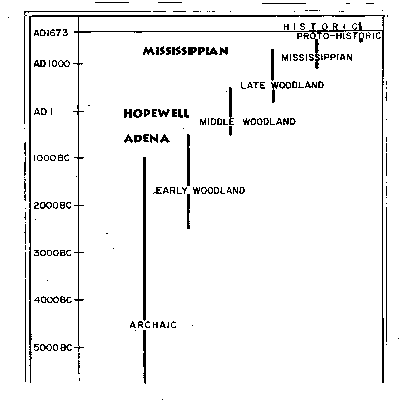 HISTORIC
AD1673
PROTO-HISTORIC
MISSISSIPPIAN
MISSISSIPPIAN
AD1000
LATE WOODLAND
AD1
HOPEWELL
MIDDLE WOODLAND
ADENA
1000BC
EARLY WOODLAND
2000BC
3000BC
4000BC
ARCHAIC
5000BC